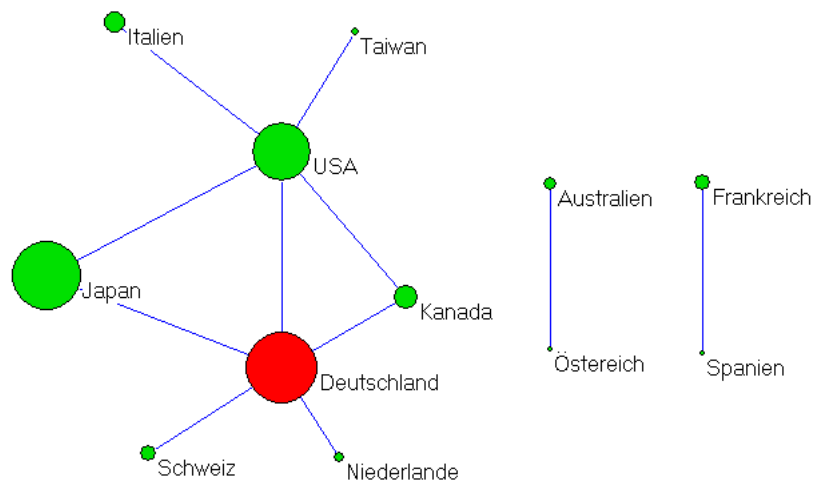 Italien
Taiwan
USA
Australien
Frankreich
Japan
Kanada
Östereich
Spanien
Deutschland
Schweiz
Niederlande